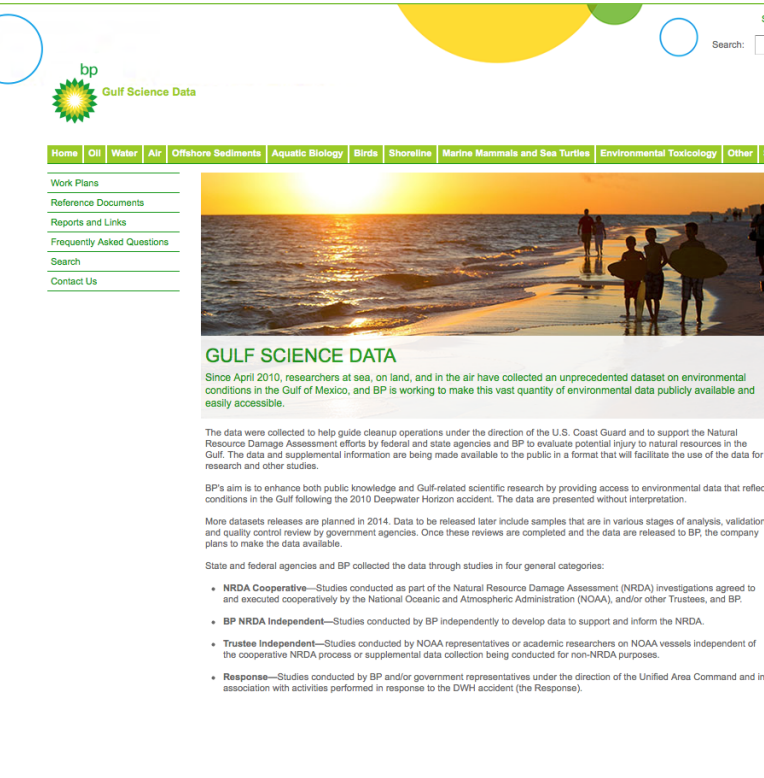 S
Search:
bp
Gulf Science Data
Home Oil Water Air Offshore Sediments Aquatic Biology Birds Shoreline Marine Mammals and Sea Turtles Environmental Toxicology Other
Work Plans
Reference Documents
Reports and Links
Frequently Asked Questions
Search
Contact Us
GULF SCIENCE DATA
Since April 2010, researchers at sea, on land, and in the air have collected an unprecedented dataset on environmental
conditions in the Gulf of Mexico, and BP is working to make this vast quantity of environmental data publicly available and
easily accessible.
The data were collected to help guide cleanup operations under the direction of the U.S. Coast Guard and to support the Natural
Resource Damage Assessment efforts by federal and state agencies and BP to evaluate potential injury to natural resources in the
Gulf. The data and supplemental information are being made available to the public in a format that will facilitate the use of the data for
research and other studies.
BP's aim is to enhance both public knowledge and Gulf-related scientific research by providing access to environmental data that reflec
conditions in the Gulf following the 2010 Deepwater Horizon accident. The data are presented without interpretation.
More datasets releases are planned in 2014. Data to be released later include samples that are in various stages of analysis, validation
and quality control review by government agencies. Once these reviews are completed and the data are released to BP, the company
plans to make the data available.
State and federal agencies and BP collected the data through studies in four general categories:
• NRDA Cooperative—Studies conducted as part of the Natural Resource Damage Assessment (NRDA) investigations agreed to
and executed cooperatively by the National Oceanic and Atmospheric Administration (NOAA), and/or other Trustees, and BP.
• BP NRDA Independent—Studies conducted by BP independently to develop data to support and inform the NRDA.
• Trustee Independent—Studies conducted by NOAA representatives or academic researchers on NOAA vessels independent of
the cooperative NRDA process or supplemental data collection being conducted for non-NRDA purposes.
• Response—Studies conducted by BP and/or government representatives under the direction of the Unified Area Command and in
association with activities performed in response to the DWH accident (the Response).